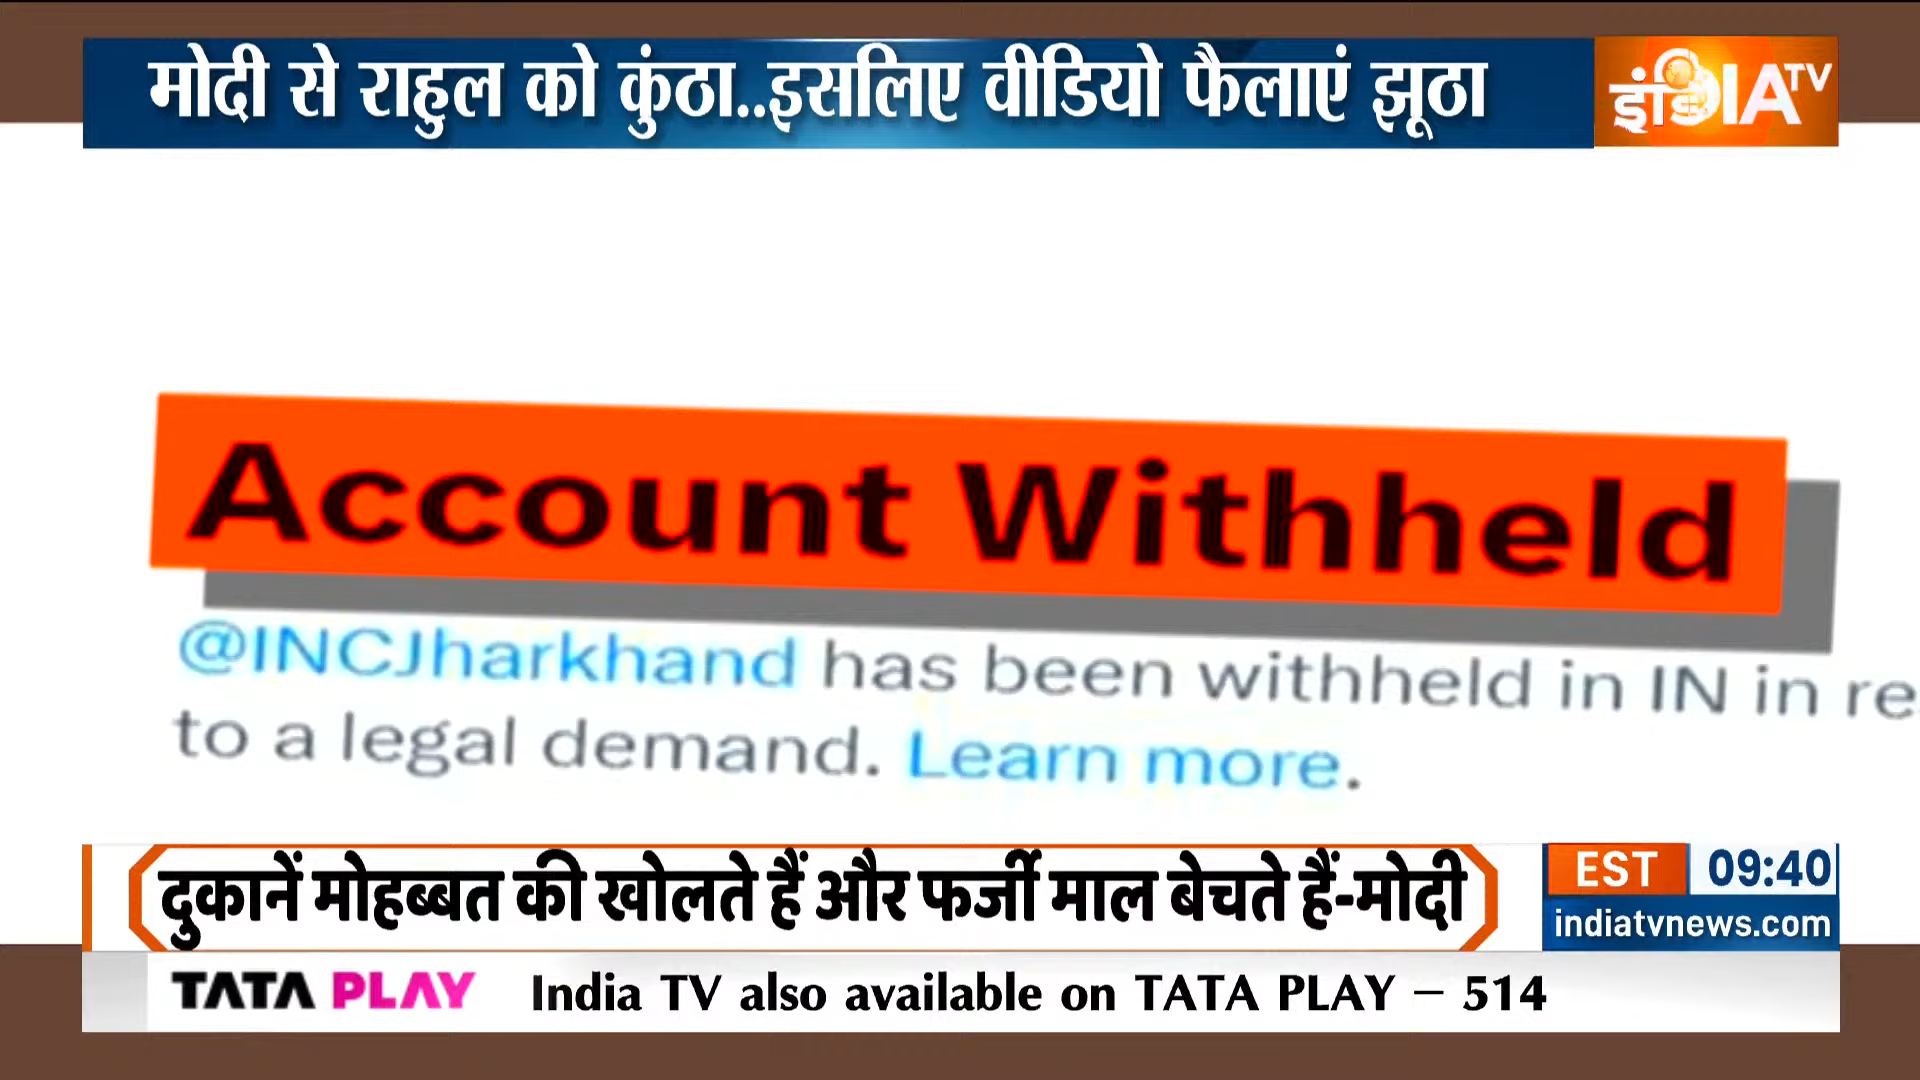 मोदी से राहुल को कुंठा..इसलिए वीडियो फैलाएं झूठा
इंडिया TV
Account Withheld
@INCJharkhand has been withheld in IN in re
to a legal demand. Learn more.
दुकानें मोहब्बत की खोलते हैं और फर्जी माल बेचते हैं-मोदी
EST 09:40
indiatvnews.com
TATA PLAY India TV also available on TATA PLAY – 514